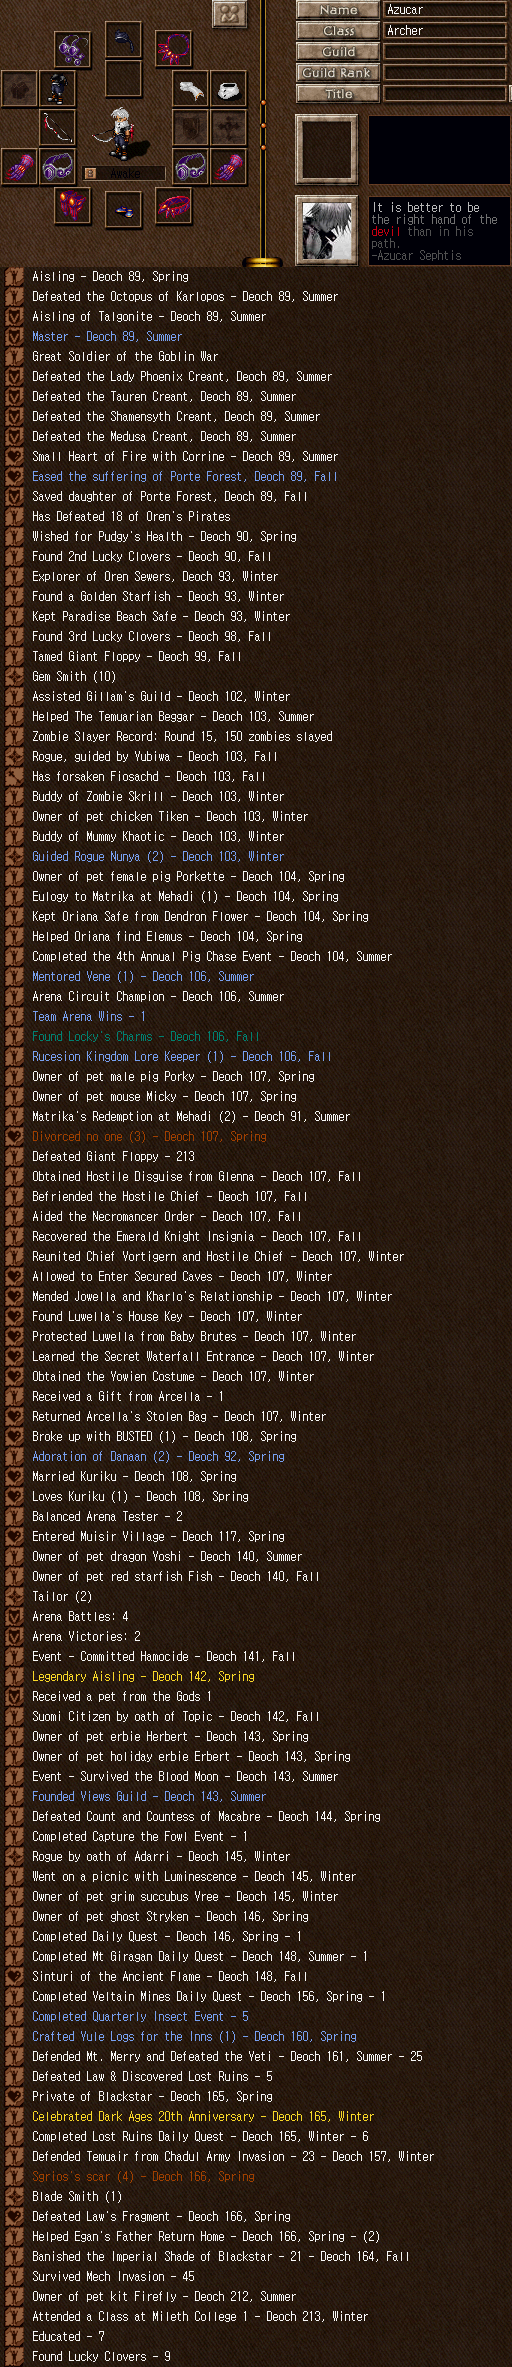 Name
Azucar
Class
Archer
Guild
Guild Rank
Title
Awake
It is better to be
the right hand of the
devil than in his
path.
-Azucar Sephtis
Aisling - Deoch 89, Spring
Defeated the Octopus of Karlopos - Deoch 89, Summer
Aisling of Talgonite - Deoch 89, Summer
Master - Deoch 89, Summer
Great Soldier of the Goblin War
Defeated the Lady Phoenix Creant, Deoch 89, Summer
Defeated the Tauren Creant, Deoch 89, Summer
Defeated the Shamensyth Creant, Deoch 89, Summer
Defeated the Medusa Creant, Deoch 89, Summer
Small Heart of Fire with Corrine - Deoch 89, Summer
Eased the suffering of Porte Forest, Deoch 89, Fall
Saved daughter of Porte Forest, Deoch 89, Fall
Has Defeated 18 of Oren's Pirates
Wished for Pudgy's Health - Deoch 90, Spring
Found 2nd Lucky Clovers - Deoch 90, Fall
Explorer of Oren Sewers, Deoch 93, Winter
Found a Golden Starfish - Deoch 93, Winter
Kept Paradise Beach Safe - Deoch 93, Winter
Found 3rd Lucky Clovers - Deoch 98, Fall
Tamed Giant Floppy - Deoch 99, Fall
Gem Smith (10)
Assisted Gillam's Guild - Deoch 102, Winter
Helped The Temuarian Beggar - Deoch 103, Summer
Zombie Slayer Record: Round 15, 150 zombies slayed
Rogue, guided by Yubiwa - Deoch 103, Fall
Has forsaken Fiosachd - Deoch 103, Fall
Buddy of Zombie Skrill - Deoch 103, Winter
Owner of pet chicken Tiken - Deoch 103, Winter
Buddy of Mummy Khaotic - Deoch 103, Winter
Guided Rogue Nunya (2) - Deoch 103, Winter
Owner of pet female pig Porkette - Deoch 104, Spring
Eulogy to Matrika at Mehadi (1) - Deoch 104, Spring
Kept Oriana Safe from Dendron Flower - Deoch 104, Spring
Helped Oriana find Elemus - Deoch 104, Spring
Completed the 4th Annual Pig Chase Event - Deoch 104, Summer
Mentored Vene (1) - Deoch 106, Summer
Arena Circuit Champion - Deoch 106, Summer
Team Arena Wins - 1
Found Locky's Charms - Deoch 106, Fall
Rucesion Kingdom Lore Keeper (1) - Deoch 106, Fall
Owner of pet male pig Porky - Deoch 107, Spring
Owner of pet mouse Micky - Deoch 107, Spring
Matrika's Redemption at Mehadi (2) - Deoch 91, Summer
Divorced no one (3) - Deoch 107, Spring
Defeated Giant Floppy - 213
Obtained Hostile Disguise from Glenna - Deoch 107, Fall
Befriended the Hostile Chief - Deoch 107, Fall
Aided the Necromancer Order - Deoch 107, Fall
Recovered the Emerald Knight Insignia - Deoch 107, Fall
Reunited Chief Vortigern and Hostile Chief - Deoch 107, Winter
Allowed to Enter Secured Caves - Deoch 107, Winter
Mended Jowella and Kharlo's Relationship - Deoch 107, Winter
Found Luwella's House Key - Deoch 107, Winter
Protected Luwella from Baby Brutes - Deoch 107, Winter
Learned the Secret Waterfall Entrance - Deoch 107, Winter
Obtained the Yowien Costume - Deoch 107, Winter
Received a Gift from Arcella - 1
Returned Arcella's Stolen Bag - Deoch 107, Winter
Broke up with BUSTED (1) - Deoch 108, Spring
Adoration of Danaan (2) - Deoch 92, Spring
Married Kuriku - Deoch 108, Spring
Loves Kuriku (1) - Deoch 108, Spring
Balanced Arena Tester - 2
Entered Muisir Village - Deoch 117, Spring
Owner of pet dragon Yoshi - Deoch 140, Summer
Owner of pet red starfish Fish - Deoch 140, Fall
Tailor (2)
Arena Battles: 4
Arena Victories: 2
Event - Committed Hamocide - Deoch 141, Fall
Legendary Aisling - Deoch 142, Spring
Received a pet from the Gods 1
Suomi Citizen by oath of Topic - Deoch 142, Fall
Owner of pet erbie Herbert - Deoch 143, Spring
Owner of pet holiday erbie Erbert - Deoch 143, Spring
Event - Survived the Blood Moon - Deoch 143, Summer
Founded Views Guild - Deoch 143, Summer
Defeated Count and Countess of Macabre - Deoch 144, Spring
Completed Capture the Fowl Event - 1
Rogue by oath of Adarri - Deoch 145, Winter
Went on a picnic with Luminescence - Deoch 145, Winter
Owner of pet grim succubus Vree - Deoch 145, Winter
Owner of pet ghost Stryken - Deoch 146, Spring
Completed Daily Quest - Deoch 146, Spring - 1
Completed Mt Giragan Daily Quest - Deoch 148, Summer - 1
Sinturi of the Ancient Flame - Deoch 148, Fall
Completed Veltain Mines Daily Quest - Deoch 156, Spring - 1
Completed Quarterly Insect Event - 5
Crafted Yule Logs for the Inns (1) - Deoch 160, Spring
Defended Mt. Merry and Defeated the Yeti - Deoch 161, Summer - 25
Defeated Law & Discovered Lost Ruins - 5
Private of Blackstar - Deoch 165, Spring
Celebrated Dark Ages 20th Anniversary - Deoch 165, Winter
Completed Lost Ruins Daily Quest - Deoch 165, Winter - 6
Defended Temuair from Chadul Army Invasion - 23 - Deoch 157, Winter
Sgrios's scar (4) - Deoch 166, Spring
Blade Smith (1)
Defeated Law's Fragment - Deoch 166, Spring
Helped Egan's Father Return Home - Deoch 166, Spring - (2)
Banished the Imperial Shade of Blackstar - 21 - Deoch 164, Fall
Survived Mech Invasion - 45
Owner of pet kit Firefly - Deoch 212, Summer
Attended a Class at Mileth College 1 - Deoch 213, Winter
Educated - 7
Found Lucky Clovers - 9